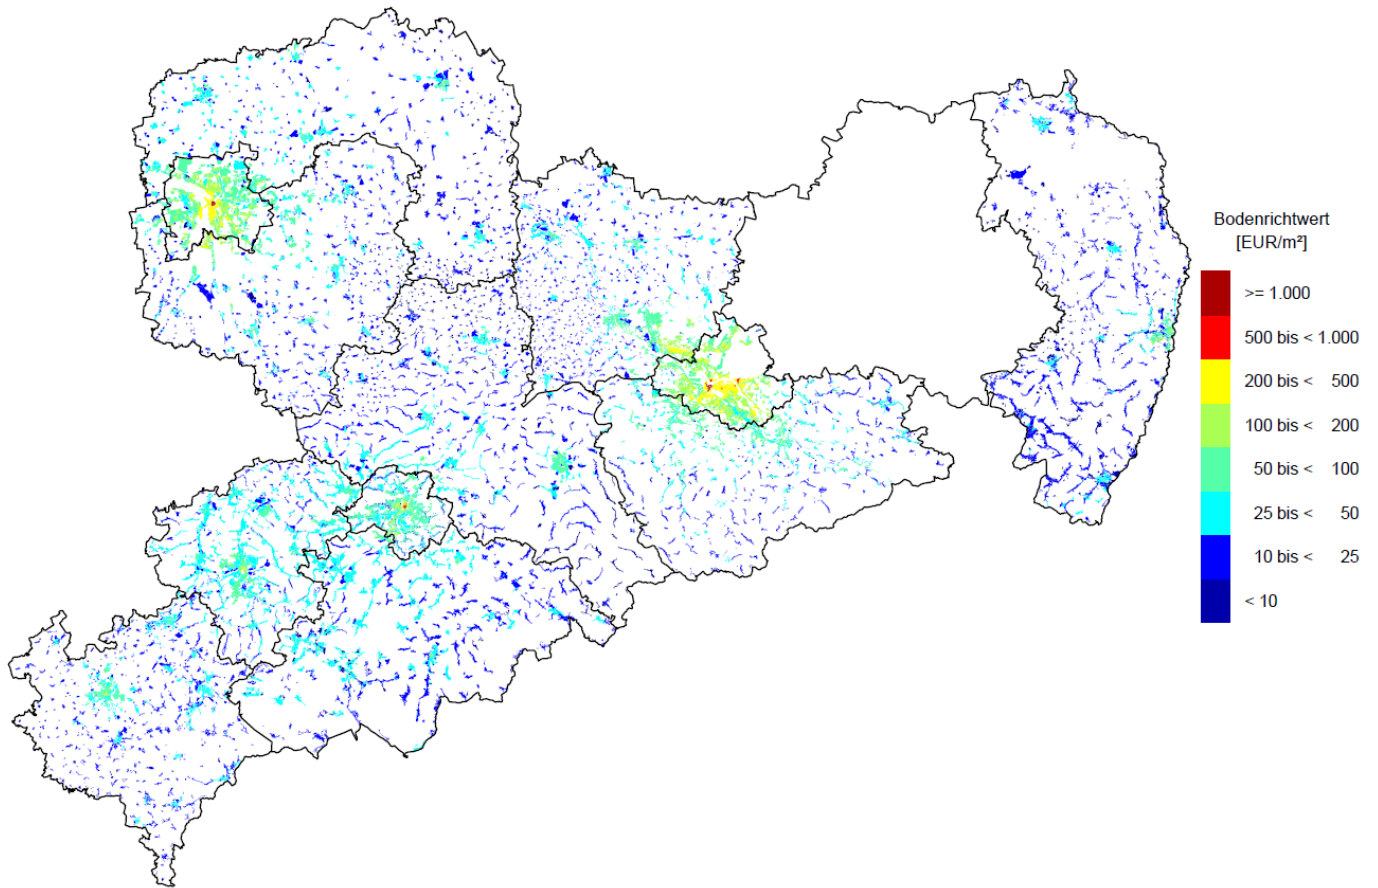 Bodenrichtwert
[EUR/m²]
>= 1.000
500 bis < 1.000
200 bis < 500
100 bis < 200
50 bis < 100
25 bis < 50
10 bis < 25
< 10